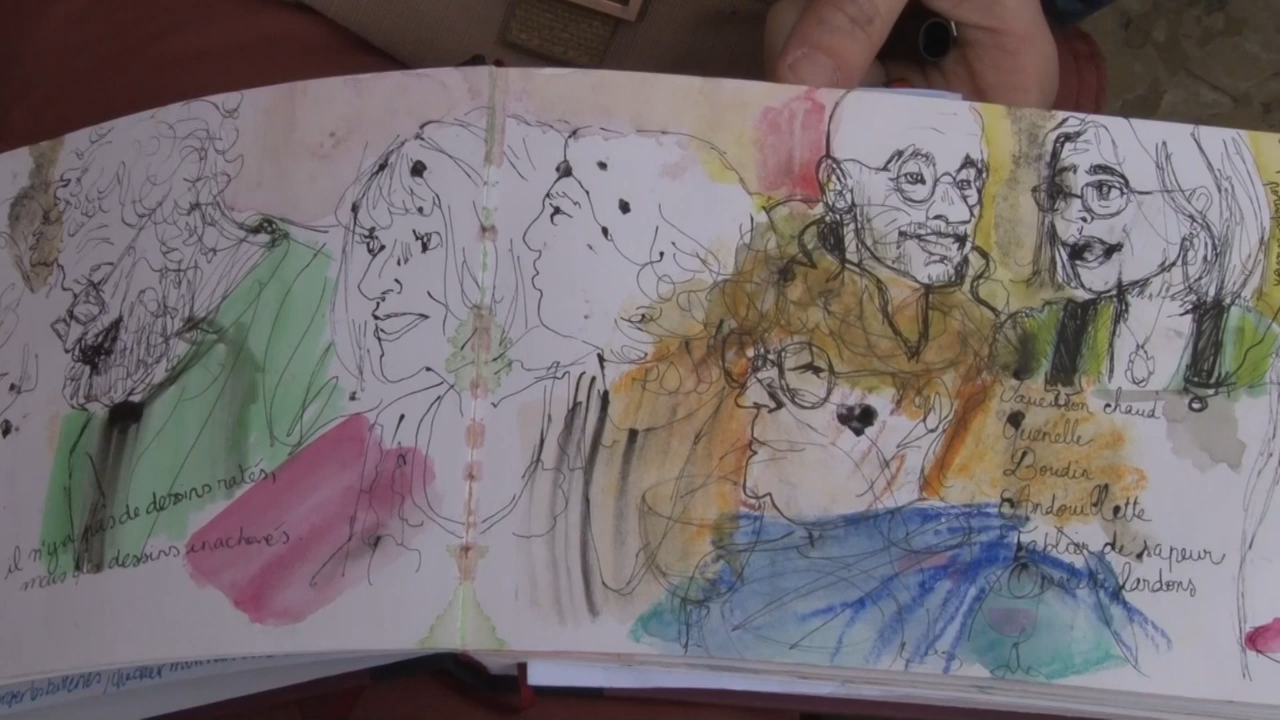 il n'y a pas de dessins ratés,
mais des dessins inachevés.
Saucisson chaud
Quenelle
Boudin
Andouillette
Tablier de sapeur
Omelette lardons